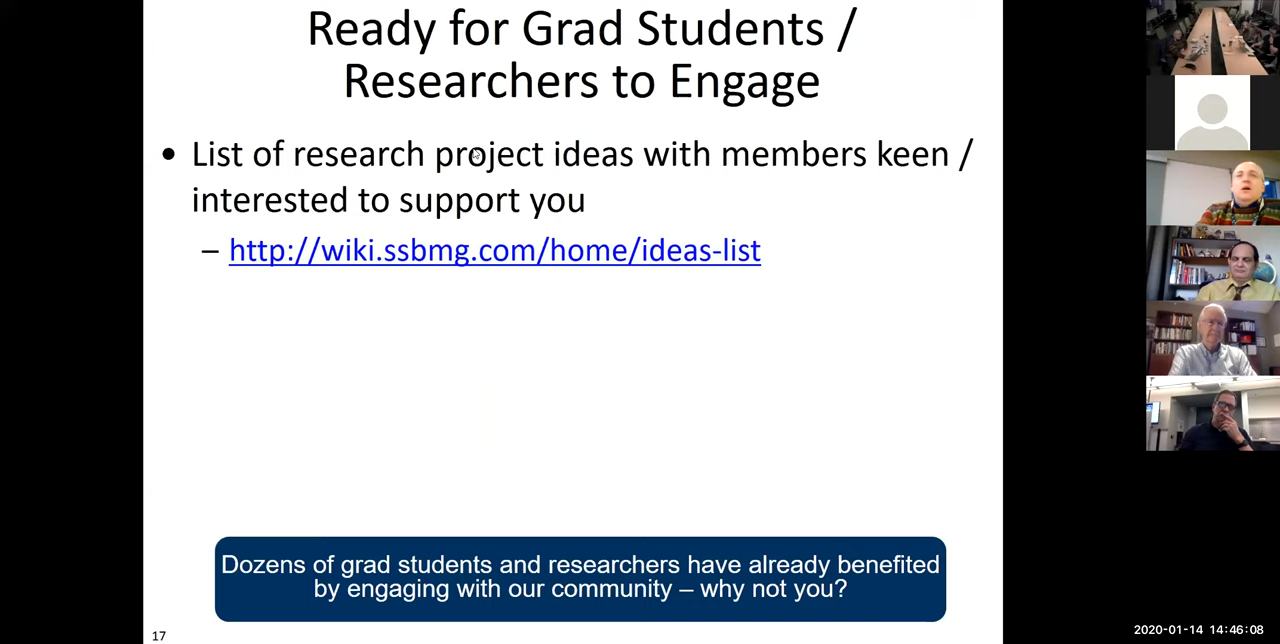 Ready for Grad Students /
Researchers to Engage
• List of research project ideas with members keen /
interested to support you
– http://wiki.ssbmg.com/home/ideas-list
Dozens of grad students and researchers have already benefited
by engaging with our community – why not you?
17
2020-01-14 14:46:08